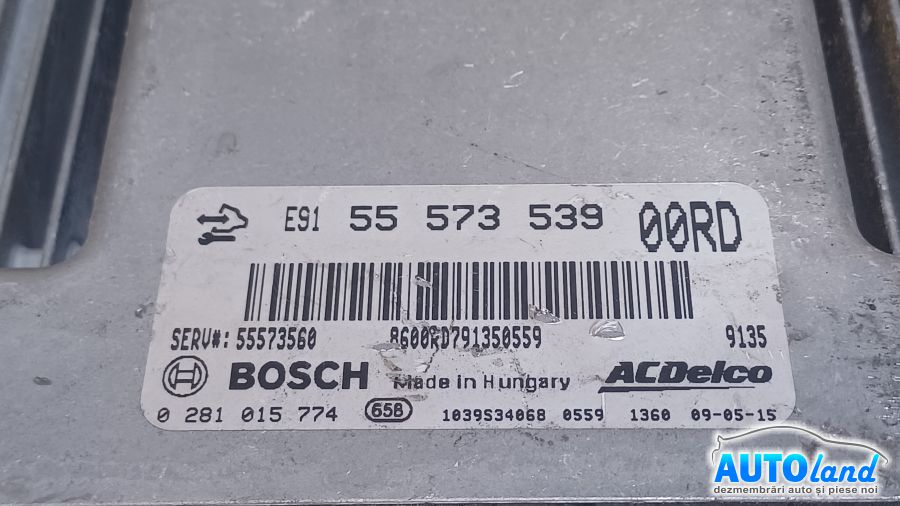 E91 55 573 539 00RD
SERV#: 55573560 8600RD791350559 9135
BOSCH Made in Hungary ACDelco
0 281 015 774 658 1039S34068 0559 1360 09-05-15
AUTOland
dezmembrări auto și piese noi